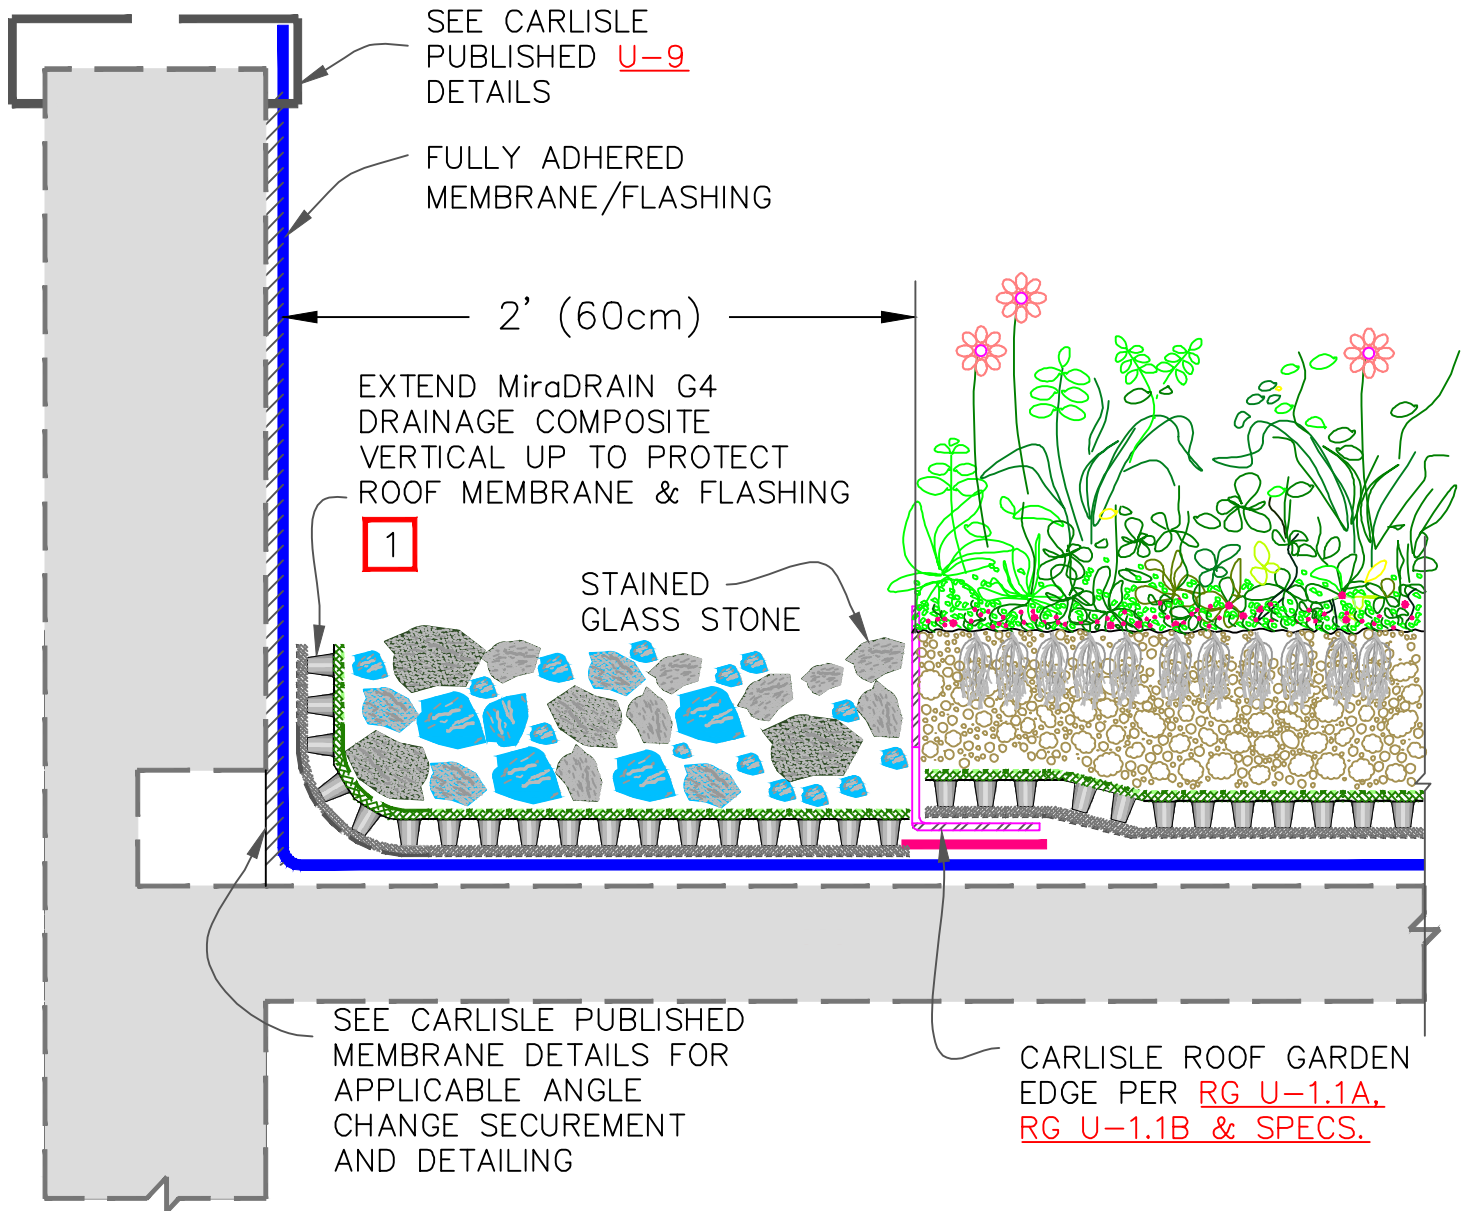 SEE CARLISLE
PUBLISHED U-9
DETAILS
FULLY ADHERED
MEMBRANE/FLASHING
2' (60cm)
EXTEND MiraDRAIN G4
DRAINAGE COMPOSITE
VERTICAL UP TO PROTECT
ROOF MEMBRANE & FLASHING
1
STAINED
GLASS STONE
SEE CARLISLE PUBLISHED
MEMBRANE DETAILS FOR
APPLICABLE ANGLE
CHANGE SECUREMENT
AND DETAILING
CARLISLE ROOF GARDEN
EDGE PER RG U-1.1A,
RG U-1.1B & SPECS.